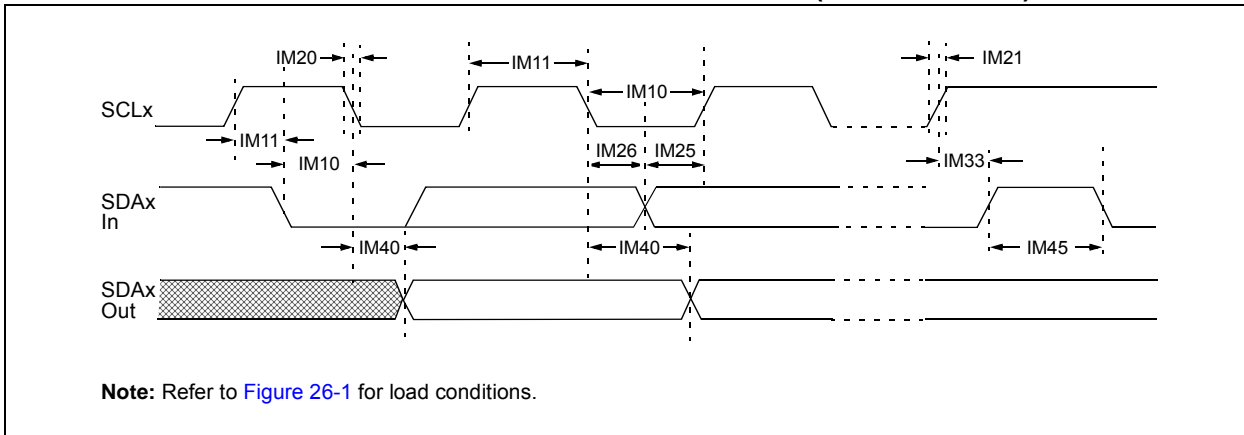 IM20
IM11
IM21
SCLx
IM10
IM11
IM10
IM26
IM25
IM33
SDAx
In
IM40
IM40
IM45
SDAx
Out
Note: Refer to Figure 26-1 for load conditions.